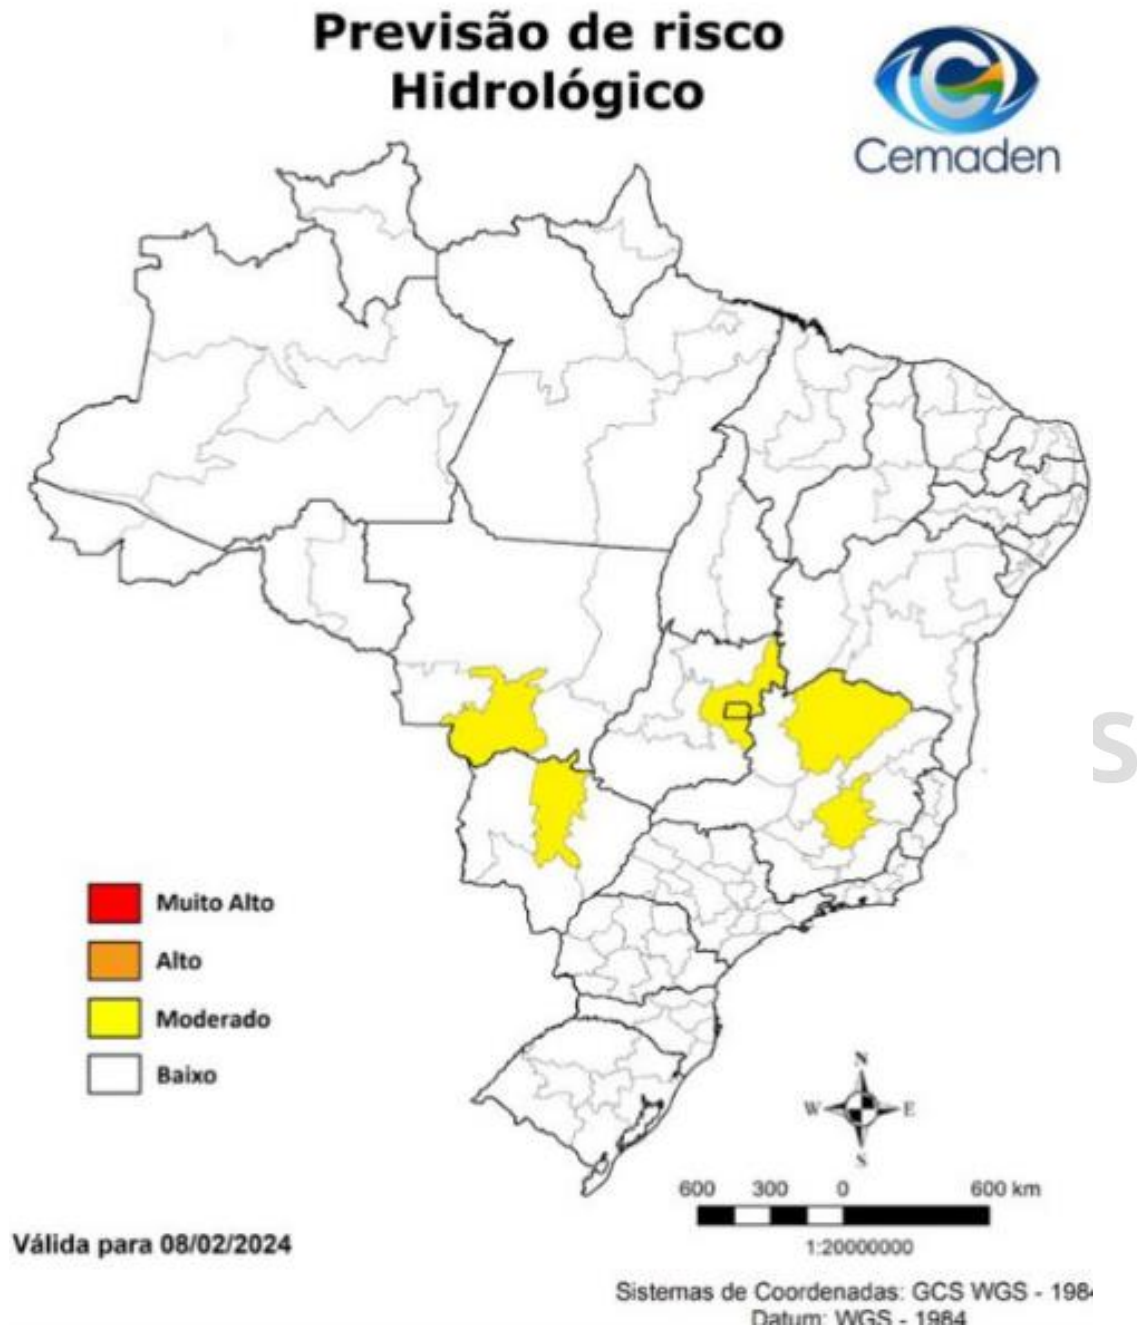 Previsão de risco
Hidrológico
Cemaden
S
Muito Alto
Alto
Moderado
Baixo
N
W E
S
600 300 0 600 km
1:20000000
Válida para 08/02/2024
Sistemas de Coordenadas: GCS WGS - 198
Datum: WGS - 1984